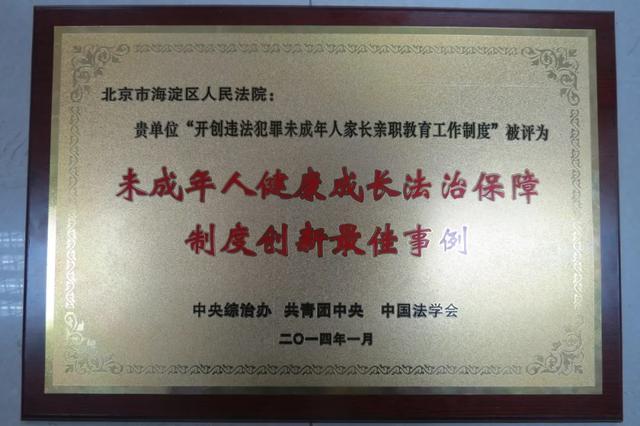 北京市海淀区人民法院：
贵单位“开创违法犯罪未成年人家长亲职教育工作制度”被评为
未成年人健康成长法治保障
制度创新最佳事例
中央综治办 共青团中央 中国法学会
二〇一四年一月